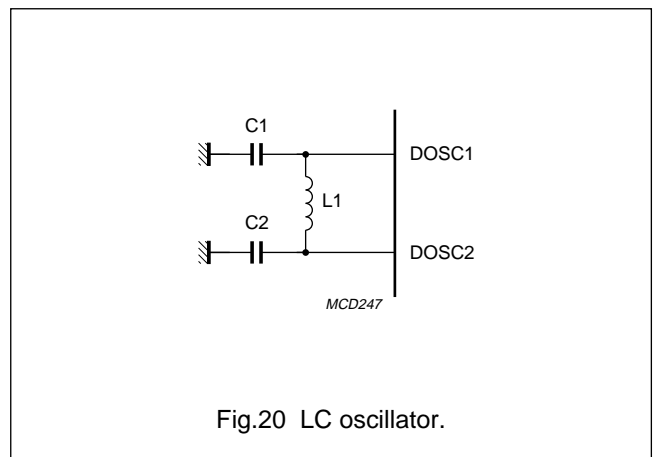 C1
DOSC1
L1
C2
DOSC2
MCD247
Fig.20 LC oscillator.